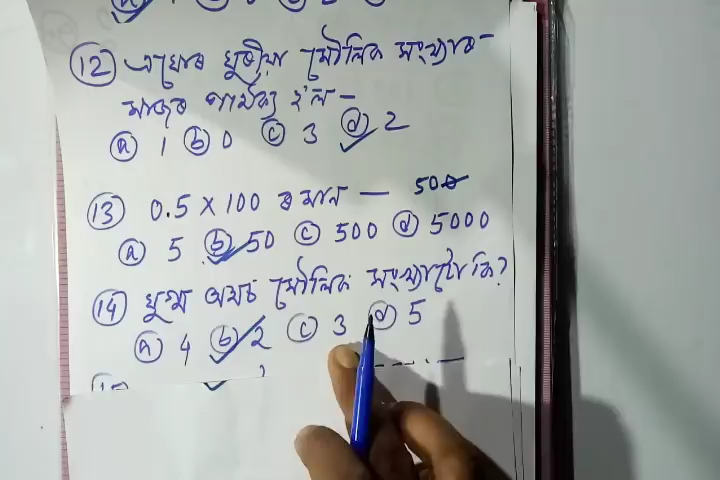 12 এযোৰ যুৰীয়া মৌলিক সংখ্যাৰ
মাজৰ পাৰ্থক্য হ'ল –
a 1 b 0 c 3 d 2
13 0.5 × 100 ৰ মান — 50
a 5 b 50 c 500 d 5000
14 যুগ্ম অথচ মৌলিক সংখ্যাটো কি?
a 4 b 2 c 3 d 5